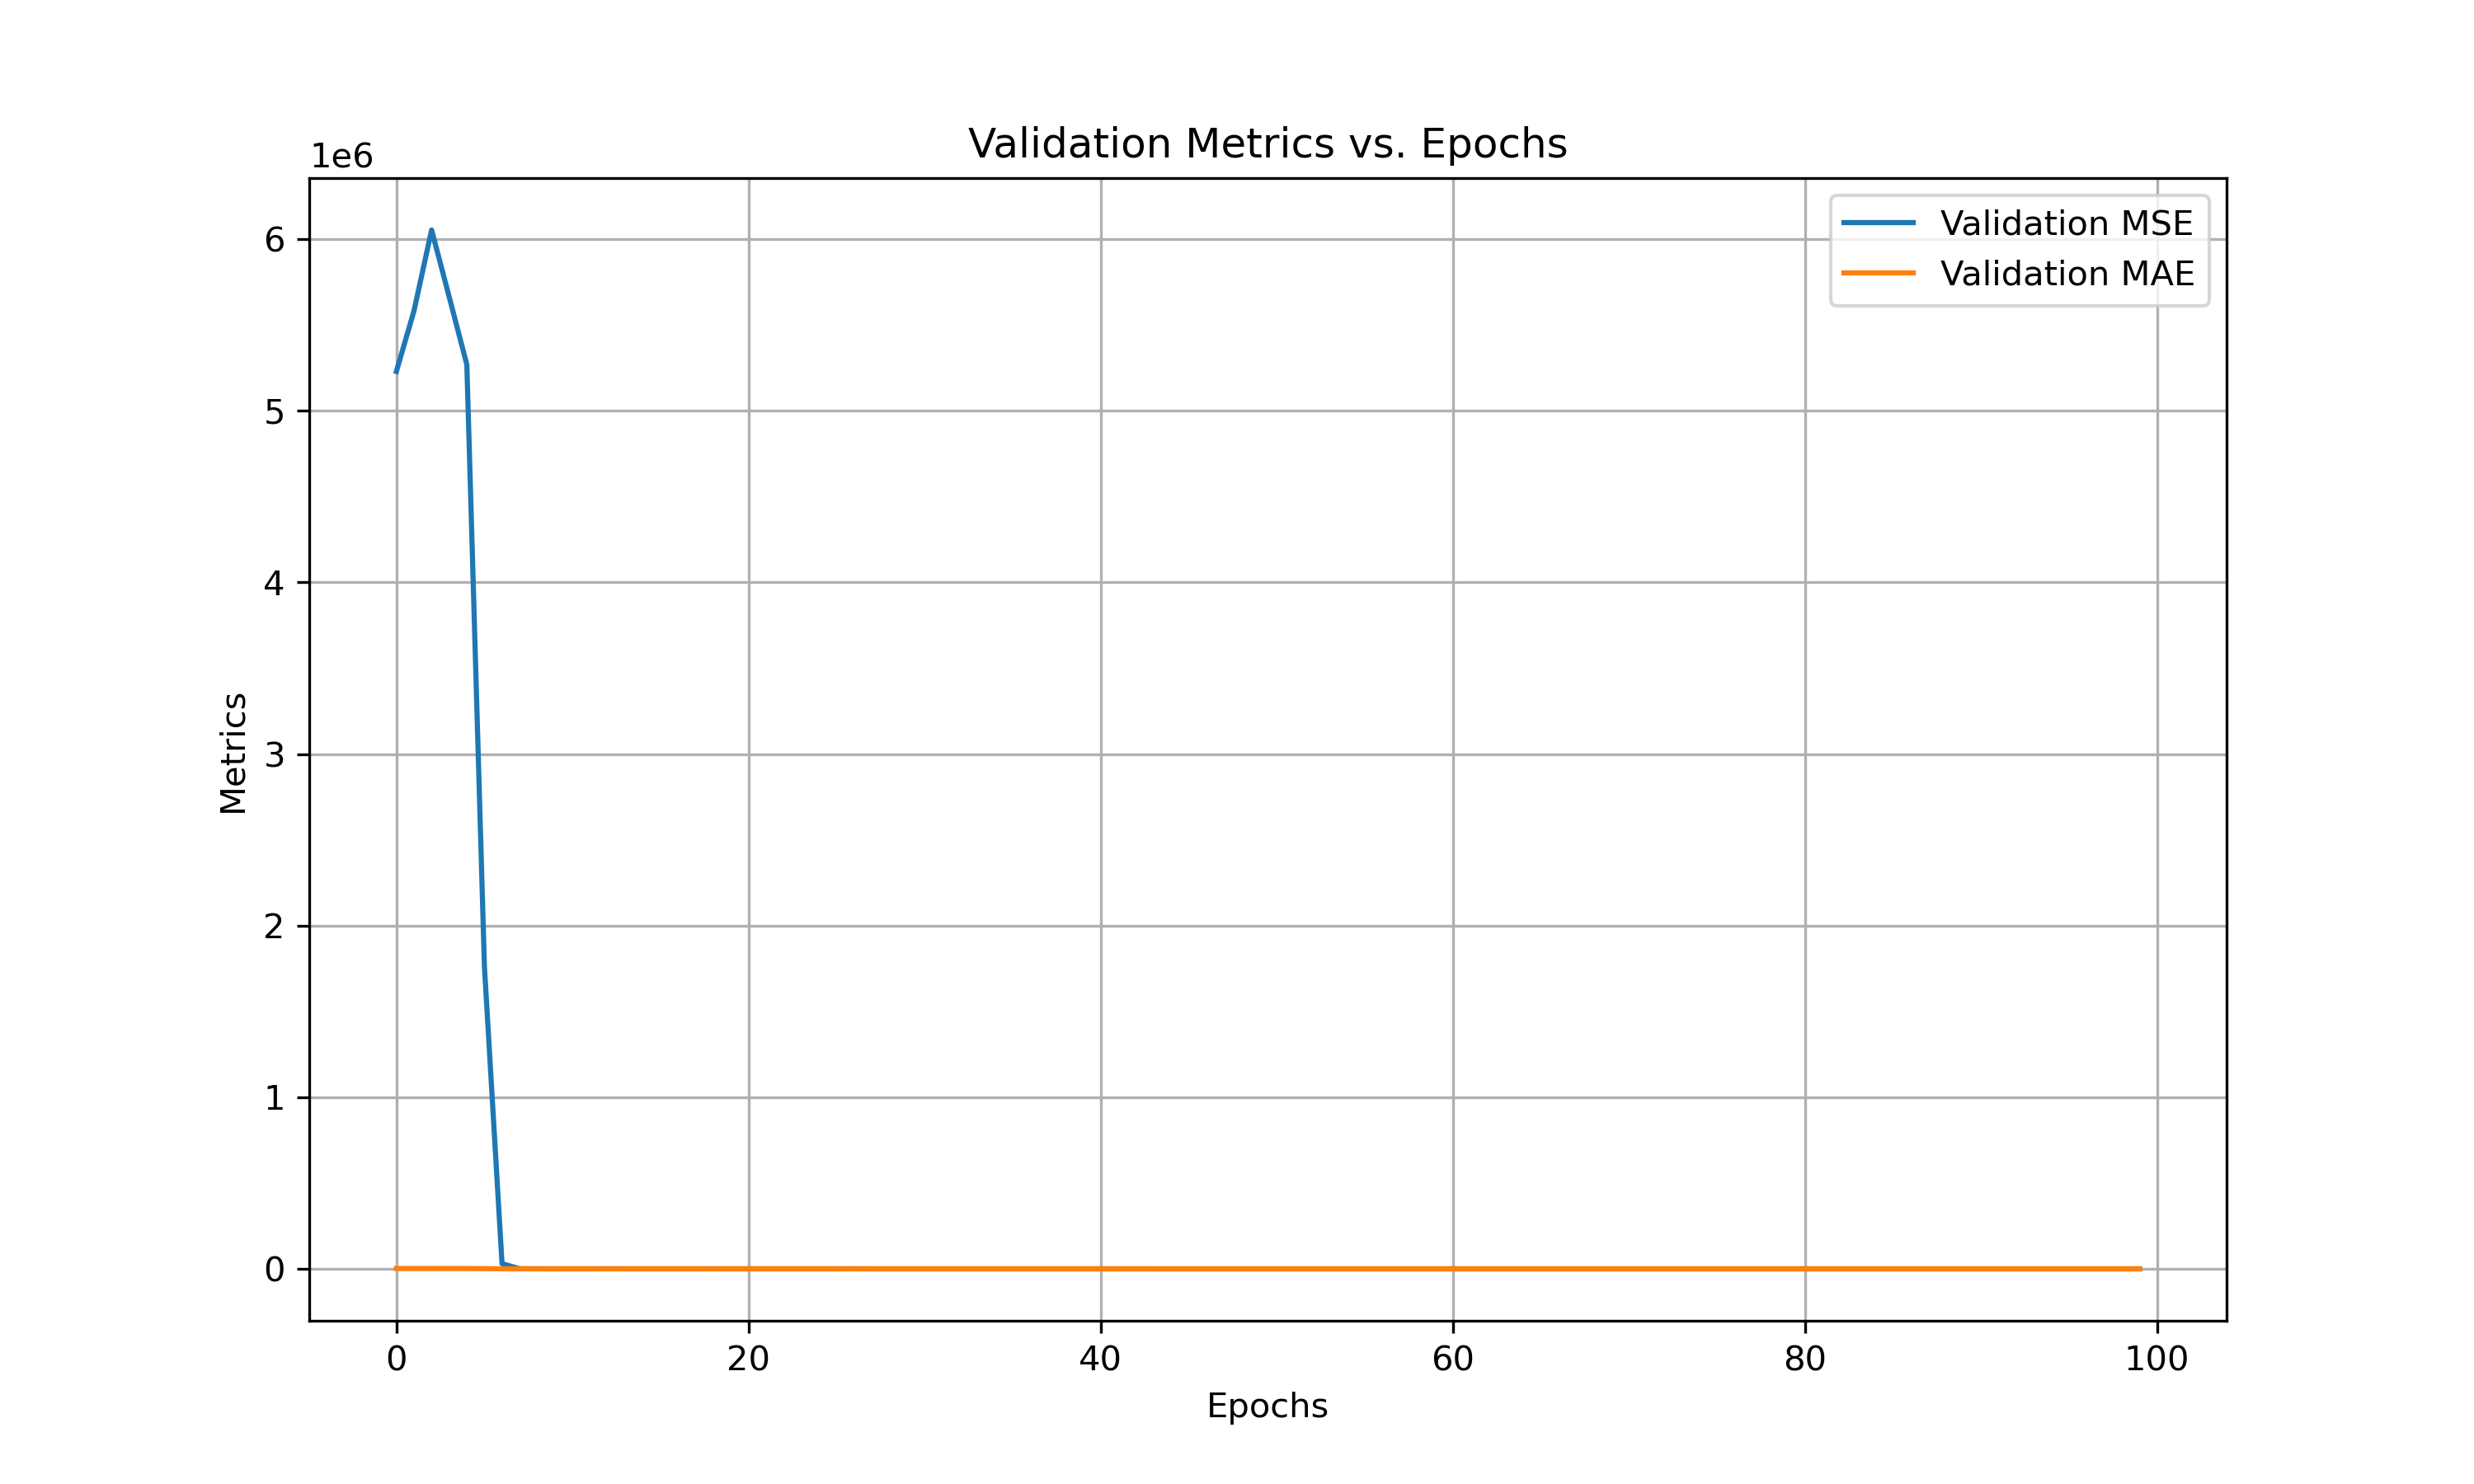 Validation Metrics vs. Epochs
1e6
Validation MSE
Validation MAE
6
5
4
3
2
1
0
Metrics
0 20 40 60 80 100
Epochs